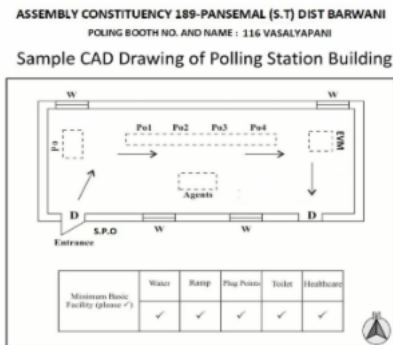 ASSEMBLY CONSTITUENCY 189-PANSEMAL (S.T) DIST BARWANI
POLING BOOTH NO. AND NAME : 116 VASALYAPANI
Sample CAD Drawing of Polling Station Building
W W
Po1 Po2 Po3 Po4
Po
EVM
Agents
D D
S.P.O
Entrance W W
Water Ramp Plug Points Toilet Healthcare
Minimum Basic
Facility (please ✓) ✓ ✓ ✓ ✓ ✓